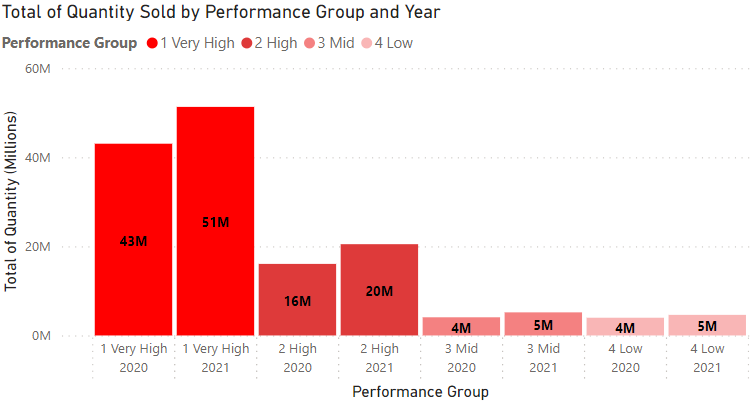 Total of Quantity Sold by Performance Group and Year
Performance Group 1 Very High 2 High 3 Mid 4 Low
Total of Quantity (Millions)
60M
40M
20M
0M
43M
51M
16M
20M
4M
5M
4M
5M
1 Very High 1 Very High 2 High 2 High 3 Mid 3 Mid 4 Low 4 Low
2020 2021 2020 2021 2020 2021 2020 2021
Performance Group